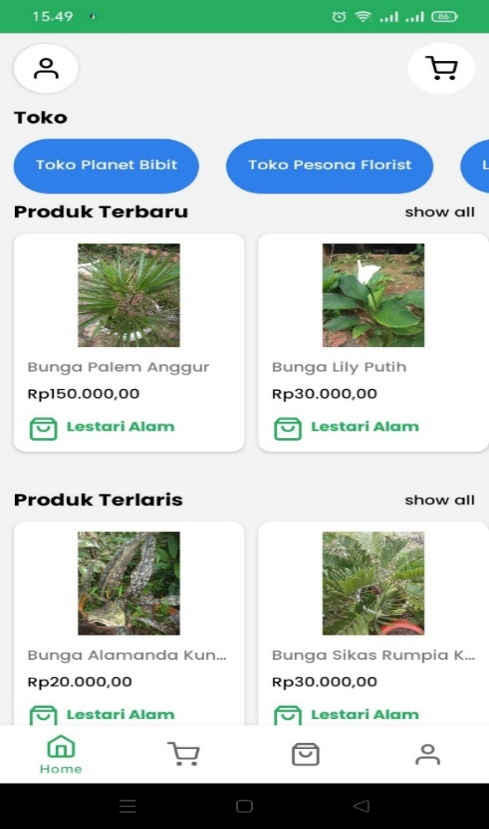 15.49
86
Toko
Toko Planet Bibit
Toko Pesona Florist
L
Produk Terbaru
show all
Bunga Palem Anggur
Bunga Lily Putih
Rp150.000,00
Rp30.000,00
Lestari Alam
Lestari Alam
Produk Terlaris
show all
Bunga Alamanda Kun...
Bunga Sikas Rumpia K...
Rp20.000,00
Rp30.000,00
Lestari Alam
Lestari Alam
Home